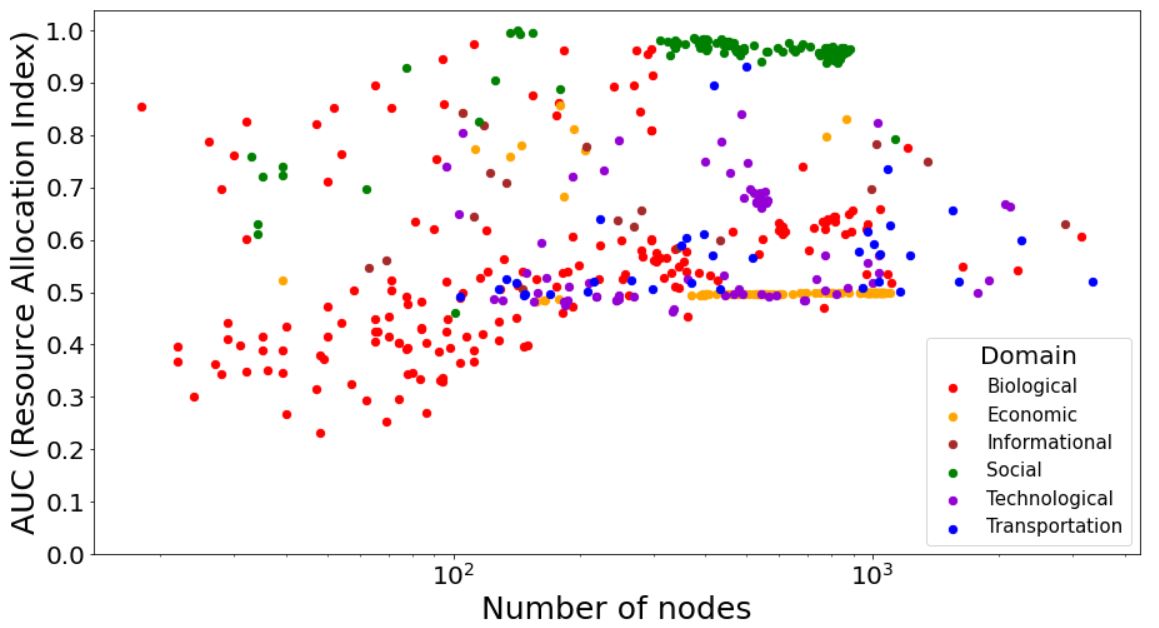 AUC (Resource Allocation Index)
1.0
0.9
0.8
0.7
0.6
0.5
0.4
0.3
0.2
0.1
0.0
10²
10³
Number of nodes
Domain
Biological
Economic
Informational
Social
Technological
Transportation